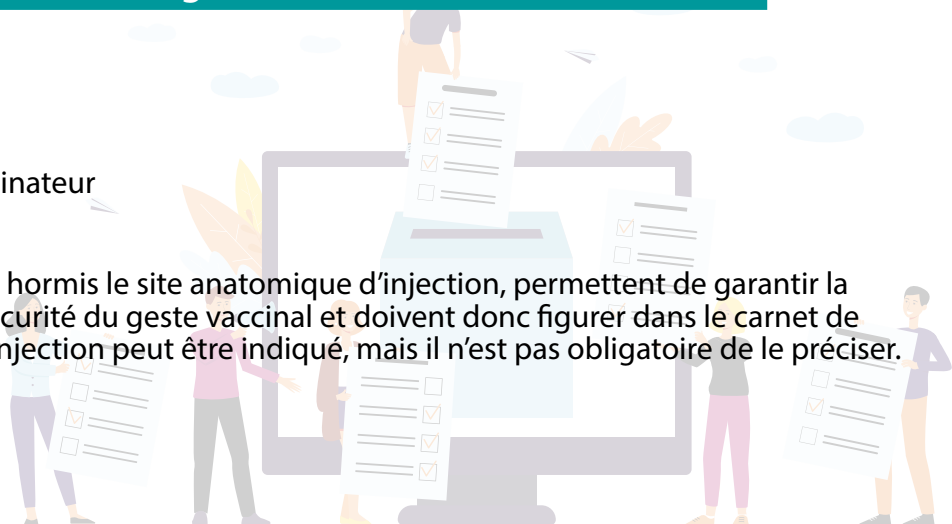 inateur
hormis le site anatomique d’injection, permettent de garantir la
curité du geste vaccinal et doivent donc figurer dans le carnet de
njection peut être indiqué, mais il n’est pas obligatoire de le préciser.